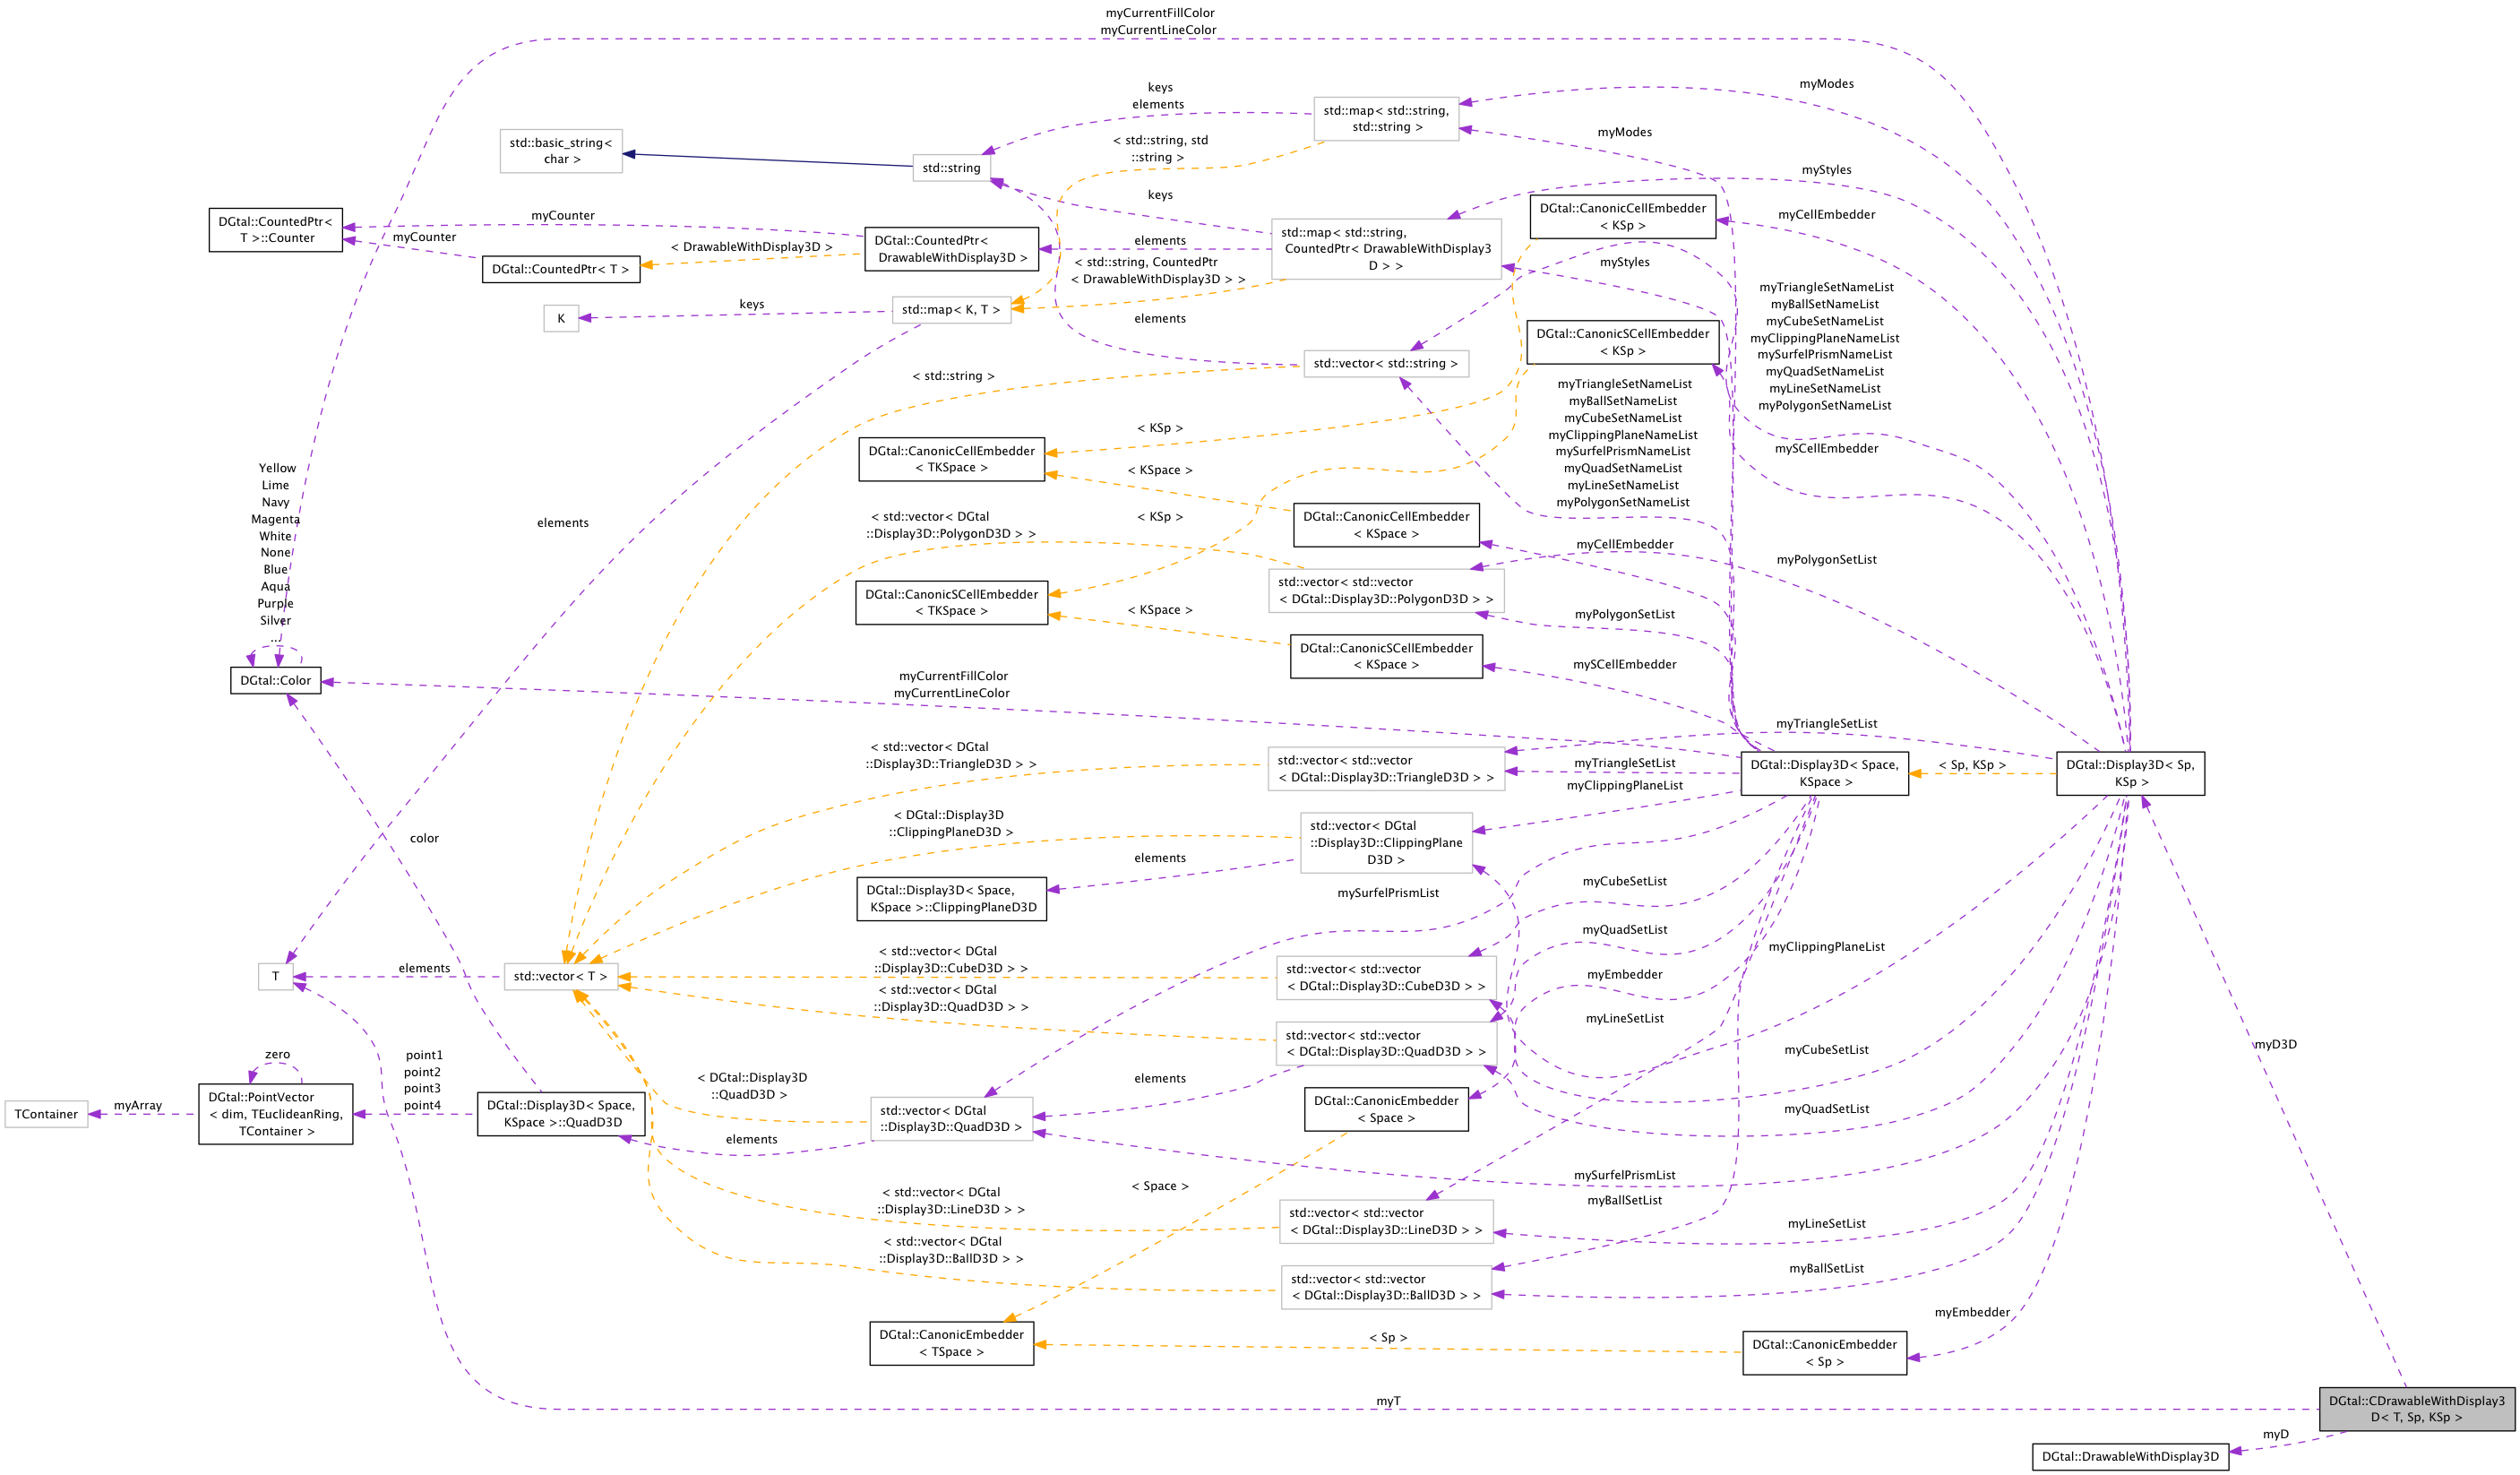 myCurrentFillColor
myCurrentLineColor
keys
elements
myModes
std::map< std::string,
std::string >
myModes
std::basic_string<
char >
std::string
< std::string, std
::string >
myStyles
keys
DGtal::CanonicCellEmbedder
< KSp >
myCellEmbedder
DGtal::CountedPtr<
T >::Counter
myCounter
myCounter
DGtal::CountedPtr< T >
< DrawableWithDisplay3D >
DGtal::CountedPtr<
DrawableWithDisplay3D >
elements
std::map< std::string,
CountedPtr< DrawableWithDisplay3
D > >
< std::string, CountedPtr
< DrawableWithDisplay3D > >
myStyles
K
keys
std::map< K, T >
elements
myTriangleSetNameList
myBallSetNameList
myCubeSetNameList
myClippingPlaneNameList
mySurfelPrismNameList
myQuadSetNameList
myLineSetNameList
myPolygonSetNameList
DGtal::CanonicSCellEmbedder
< KSp >
std::vector< std::string >
< std::string >
myTriangleSetNameList
myBallSetNameList
myCubeSetNameList
myClippingPlaneNameList
mySurfelPrismNameList
myQuadSetNameList
myLineSetNameList
myPolygonSetNameList
mySCellEmbedder
< KSp >
DGtal::CanonicCellEmbedder
< TKSpace >
< KSpace >
Yellow
Lime
Navy
Magenta
White
None
Blue
Aqua
Purple
Silver
...
elements
< std::vector< DGtal
::Display3D::PolygonD3D > >
< KSp >
DGtal::CanonicCellEmbedder
< KSpace >
myCellEmbedder
myPolygonSetList
DGtal::CanonicSCellEmbedder
< TKSpace >
std::vector< std::vector
< DGtal::Display3D::PolygonD3D > >
< KSpace >
myPolygonSetList
DGtal::CanonicSCellEmbedder
< KSpace >
mySCellEmbedder
DGtal::Color
myCurrentFillColor
myCurrentLineColor
< std::vector< DGtal
::Display3D::TriangleD3D > >
std::vector< std::vector
< DGtal::Display3D::TriangleD3D > >
myTriangleSetList
myTriangleSetList
DGtal::Display3D< Space,
KSpace >
< Sp, KSp >
DGtal::Display3D< Sp,
KSp >
myClippingPlaneList
< DGtal::Display3D
::ClippingPlaneD3D >
std::vector< DGtal
::Display3D::ClippingPlane
D3D >
color
elements
DGtal::Display3D< Space,
KSpace >::ClippingPlaneD3D
mySurfelPrismList
myCubeSetList
myQuadSetList
myClippingPlaneList
T
elements
std::vector< T >
< std::vector< DGtal
::Display3D::CubeD3D > >
std::vector< std::vector
< DGtal::Display3D::CubeD3D > >
myEmbedder
< std::vector< DGtal
::Display3D::QuadD3D > >
myLineSetList
std::vector< std::vector
< DGtal::Display3D::QuadD3D > >
myCubeSetList
myD3D
zero
point1
point2
point3
point4
TContainer
myArray
DGtal::PointVector
< dim, TEuclideanRing,
TContainer >
DGtal::Display3D< Space,
KSpace >::QuadD3D
< DGtal::Display3D
::QuadD3D >
elements
std::vector< DGtal
::Display3D::QuadD3D >
elements
DGtal::CanonicEmbedder
< Space >
myQuadSetList
< Space >
mySurfelPrismList
myBallSetList
< std::vector< DGtal
::Display3D::LineD3D > >
std::vector< std::vector
< DGtal::Display3D::LineD3D > >
myLineSetList
< std::vector< DGtal
::Display3D::BallD3D > >
std::vector< std::vector
< DGtal::Display3D::BallD3D > >
myBallSetList
myEmbedder
DGtal::CanonicEmbedder
< TSpace >
< Sp >
DGtal::CanonicEmbedder
< Sp >
myT
DGtal::CDrawableWithDisplay3
D< T, Sp, KSp >
myD
DGtal::DrawableWithDisplay3D